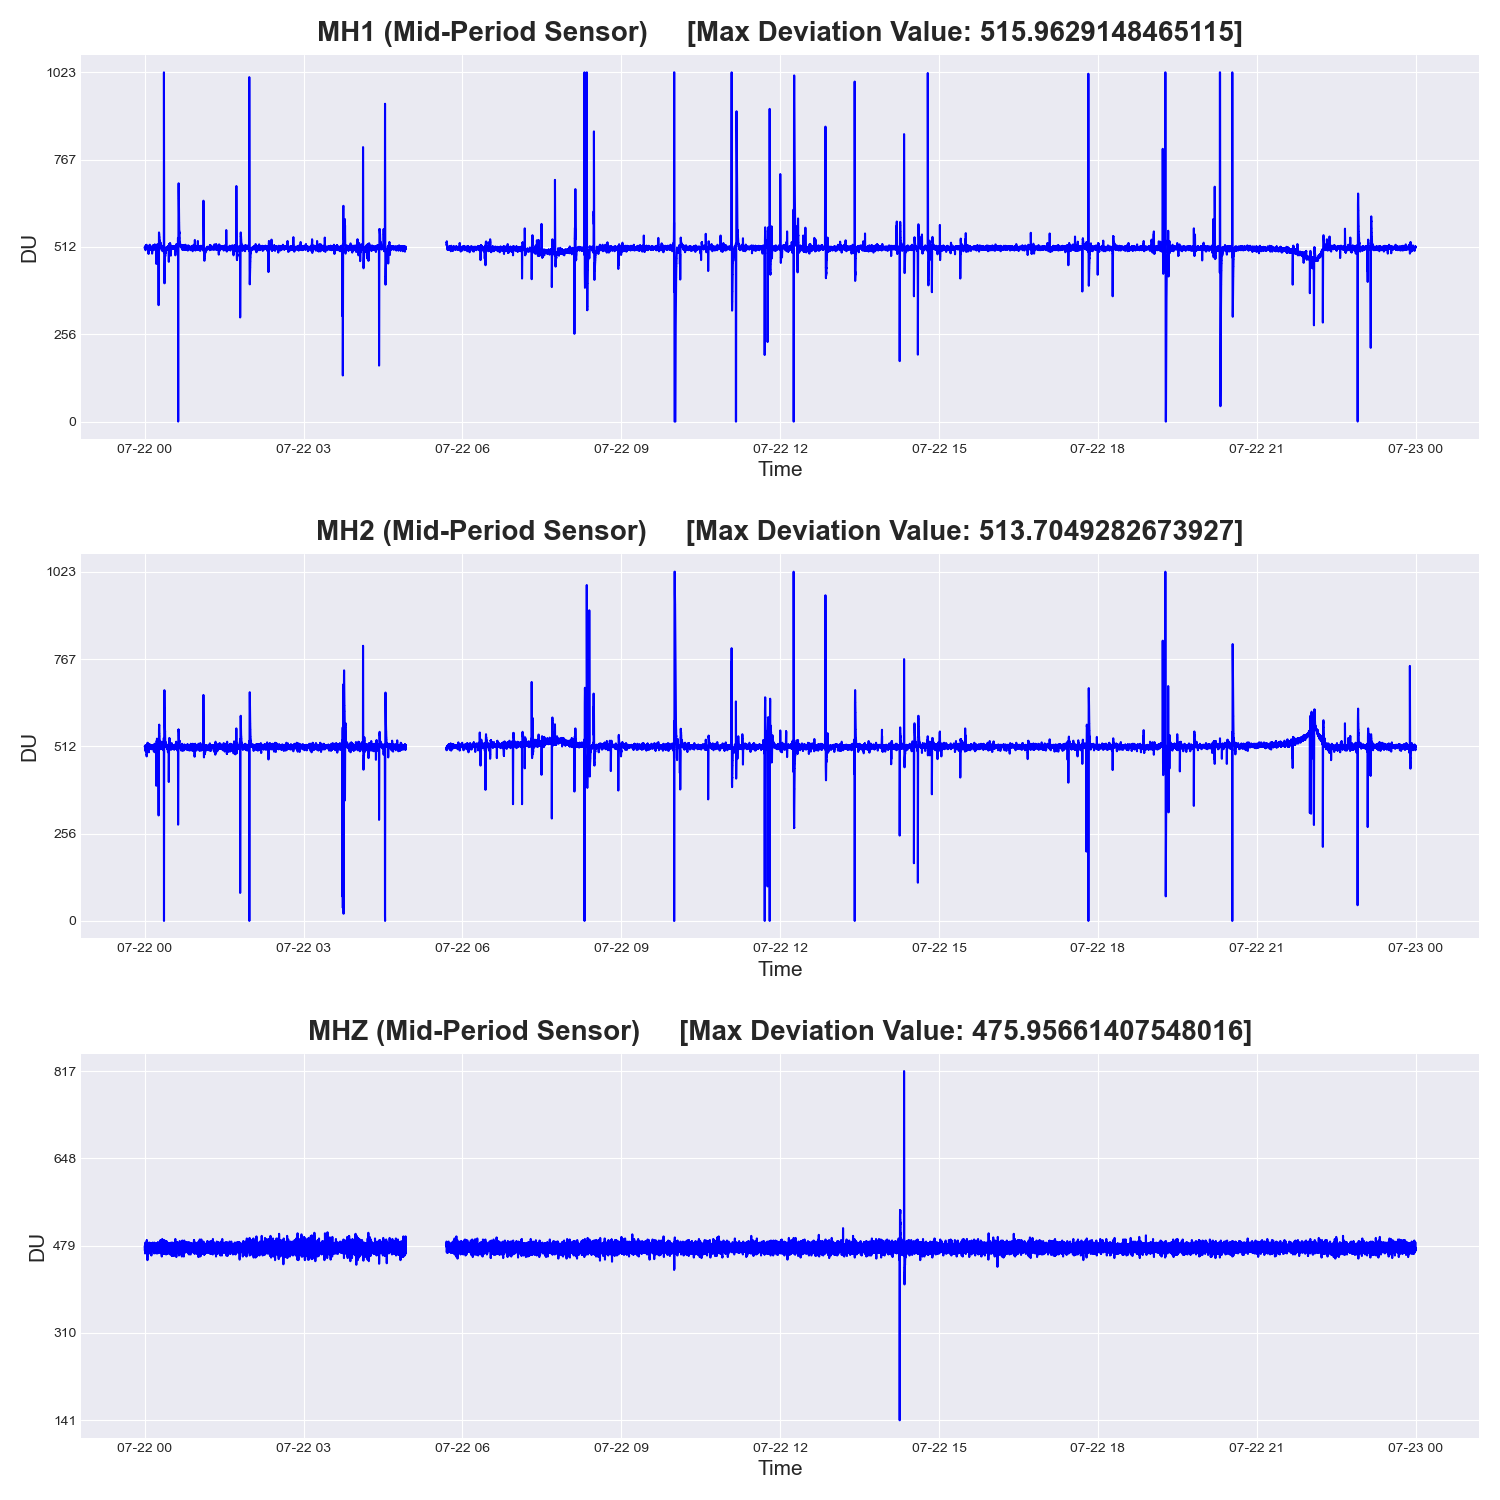 MH1 (Mid-Period Sensor) [Max Deviation Value: 515.9629148465115]
1023
767
512
256
0
DU
07-22 00 07-22 03 07-22 06 07-22 09 07-22 12 07-22 15 07-22 18 07-22 21 07-23 00
Time
MH2 (Mid-Period Sensor) [Max Deviation Value: 513.7049282673927]
1023
767
512
256
0
DU
07-22 00 07-22 03 07-22 06 07-22 09 07-22 12 07-22 15 07-22 18 07-22 21 07-23 00
Time
MHZ (Mid-Period Sensor) [Max Deviation Value: 475.95661407548016]
817
648
479
310
141
DU
07-22 00 07-22 03 07-22 06 07-22 09 07-22 12 07-22 15 07-22 18 07-22 21 07-23 00
Time